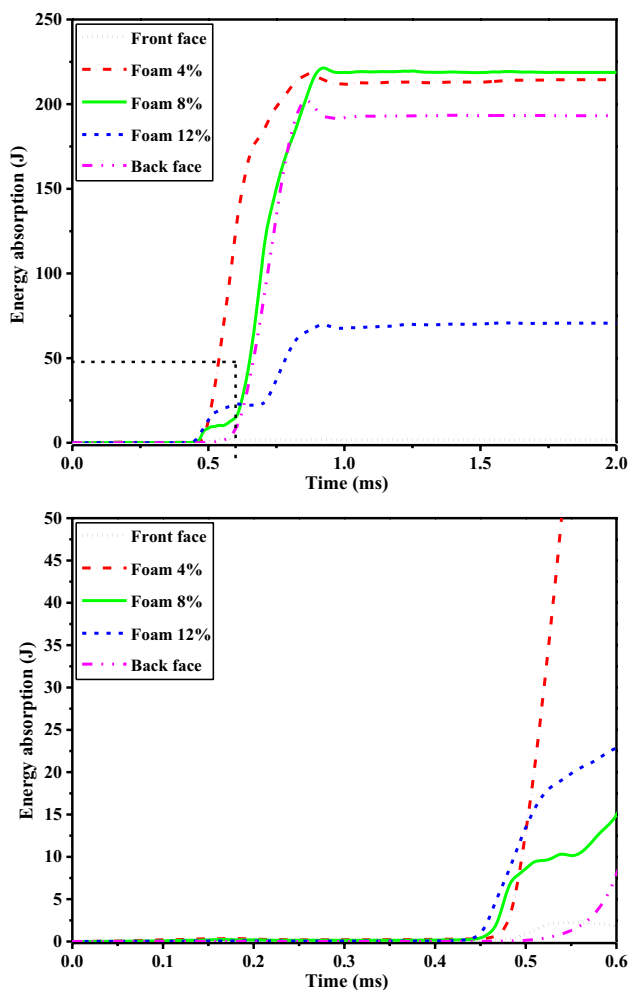 250
200
150
100
50
0
Energy absorption (J)
Front face
Foam 4%
Foam 8%
Foam 12%
Back face
0.0 0.5 1.0 1.5 2.0
Time (ms)
50
45
40
35
30
25
20
15
10
5
0
Energy absorption (J)
Front face
Foam 4%
Foam 8%
Foam 12%
Back face
0.0 0.1 0.2 0.3 0.4 0.5 0.6
Time (ms)